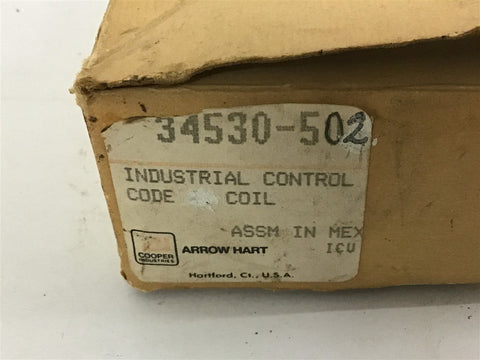 34530-502
INDUSTRIAL CONTROL
CODE COIL
ASSM IN MEX
ICU
COOPER
INDUSTRIES
ARROW HART
Hartford, Ct., U.S.A.